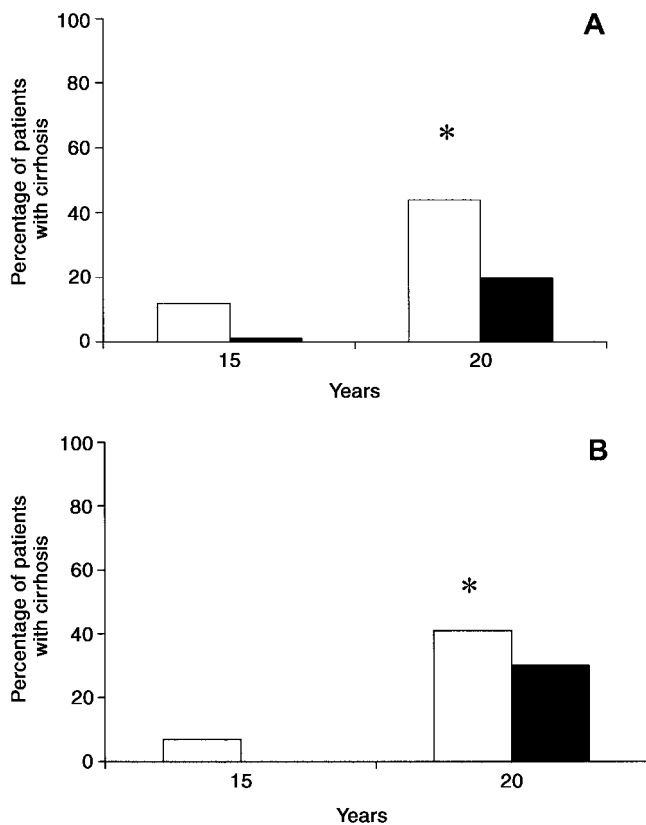 A
Percentage of patients
with cirrhosis
100
80
60
40
20
0
*
15
20
Years
B
Percentage of patients
with cirrhosis
100
80
60
40
20
0
*
15
20
Years